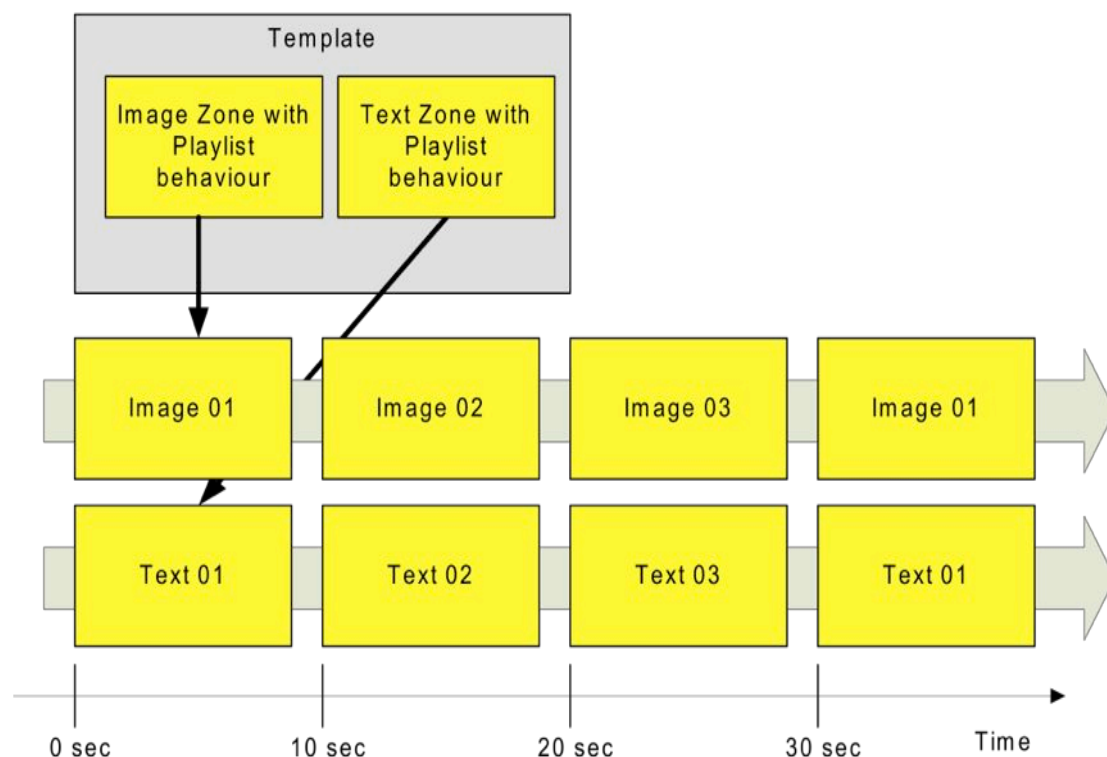 Template
Image Zone with
Playlist
behaviour
Text Zone with
Playlist
behaviour
Image 01
Image 02
Image 03
Image 01
Text 01
Text 02
Text 03
Text 01
0 sec
10 sec
20 sec
30 sec
Time